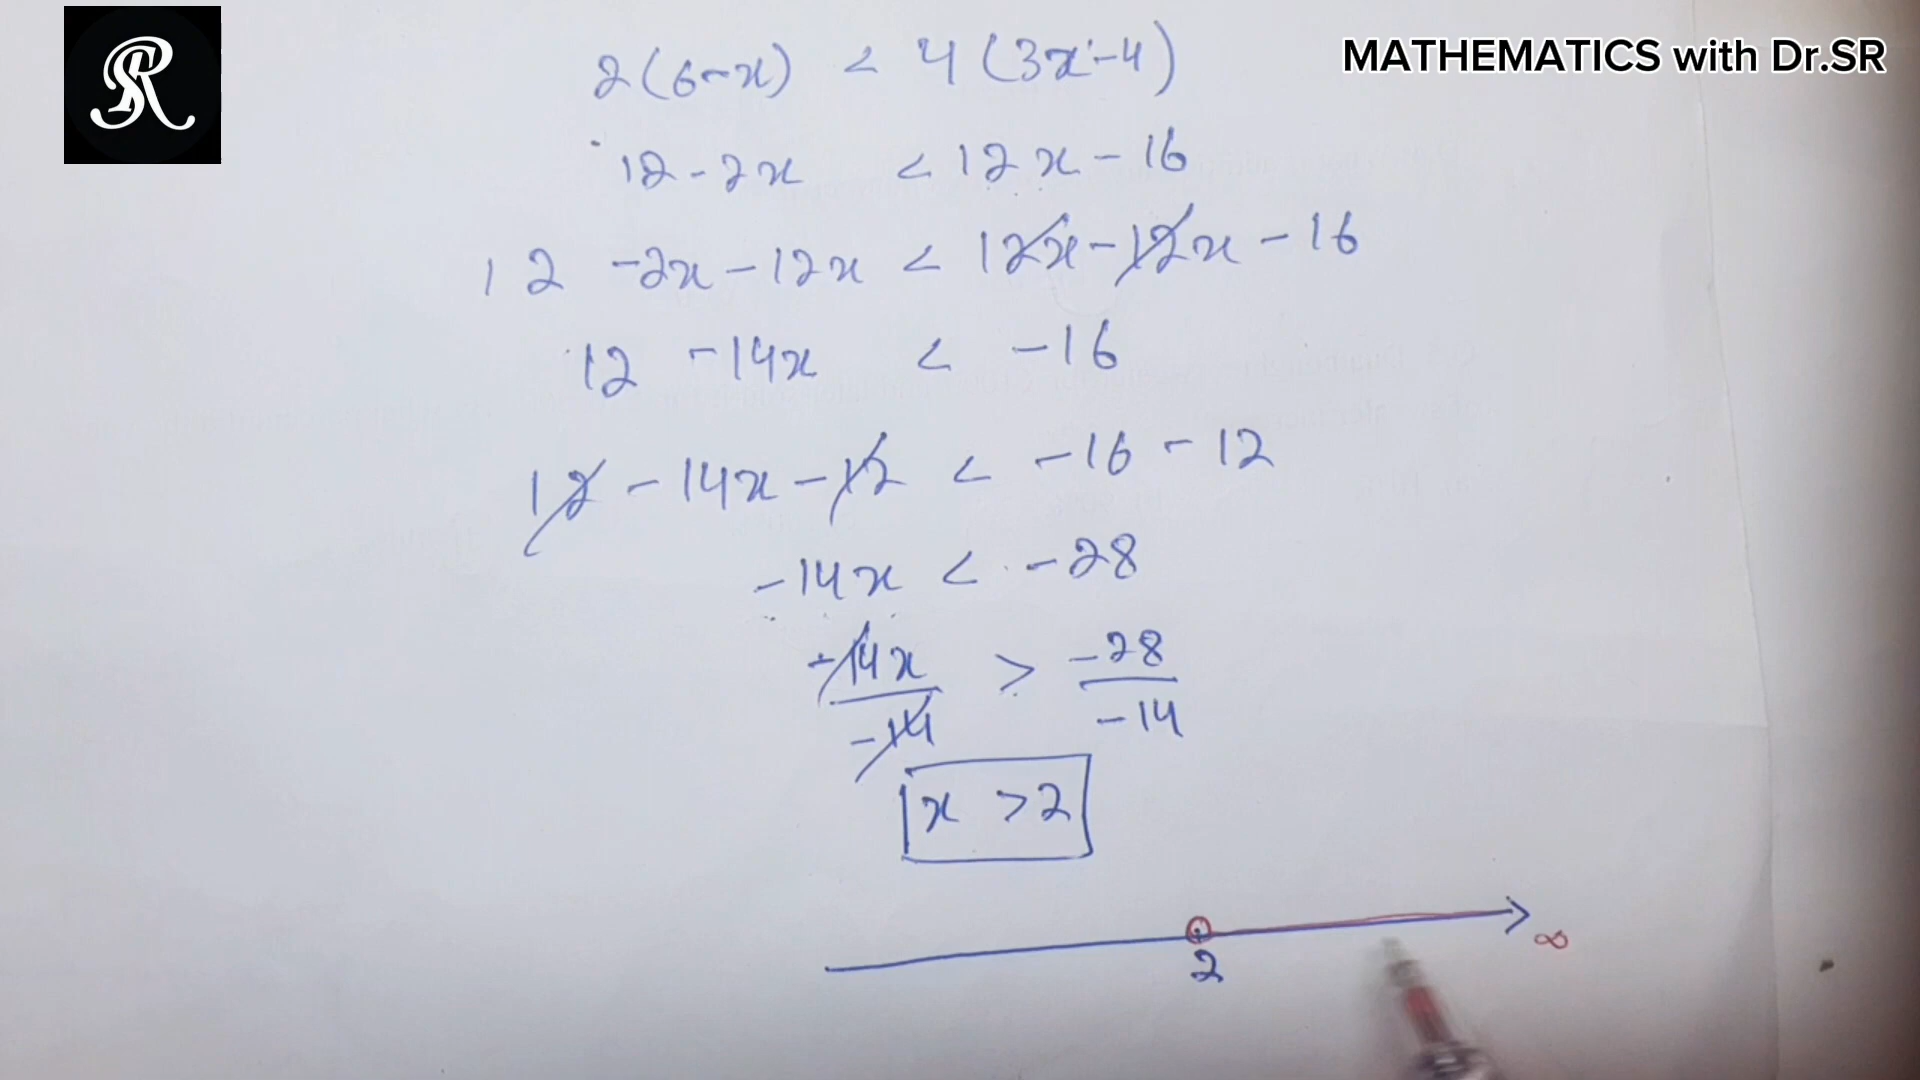 SR
MATHEMATICS with Dr.SR
2(6-x) < 4(3x-4)
12-2x < 12x-16
12 -2x-12x < 12x-12x-16
12 -14x < -16
12-14x-12 < -16-12
-14x < -28
-14x/-14 > -28/-14
x >2
2 ∞